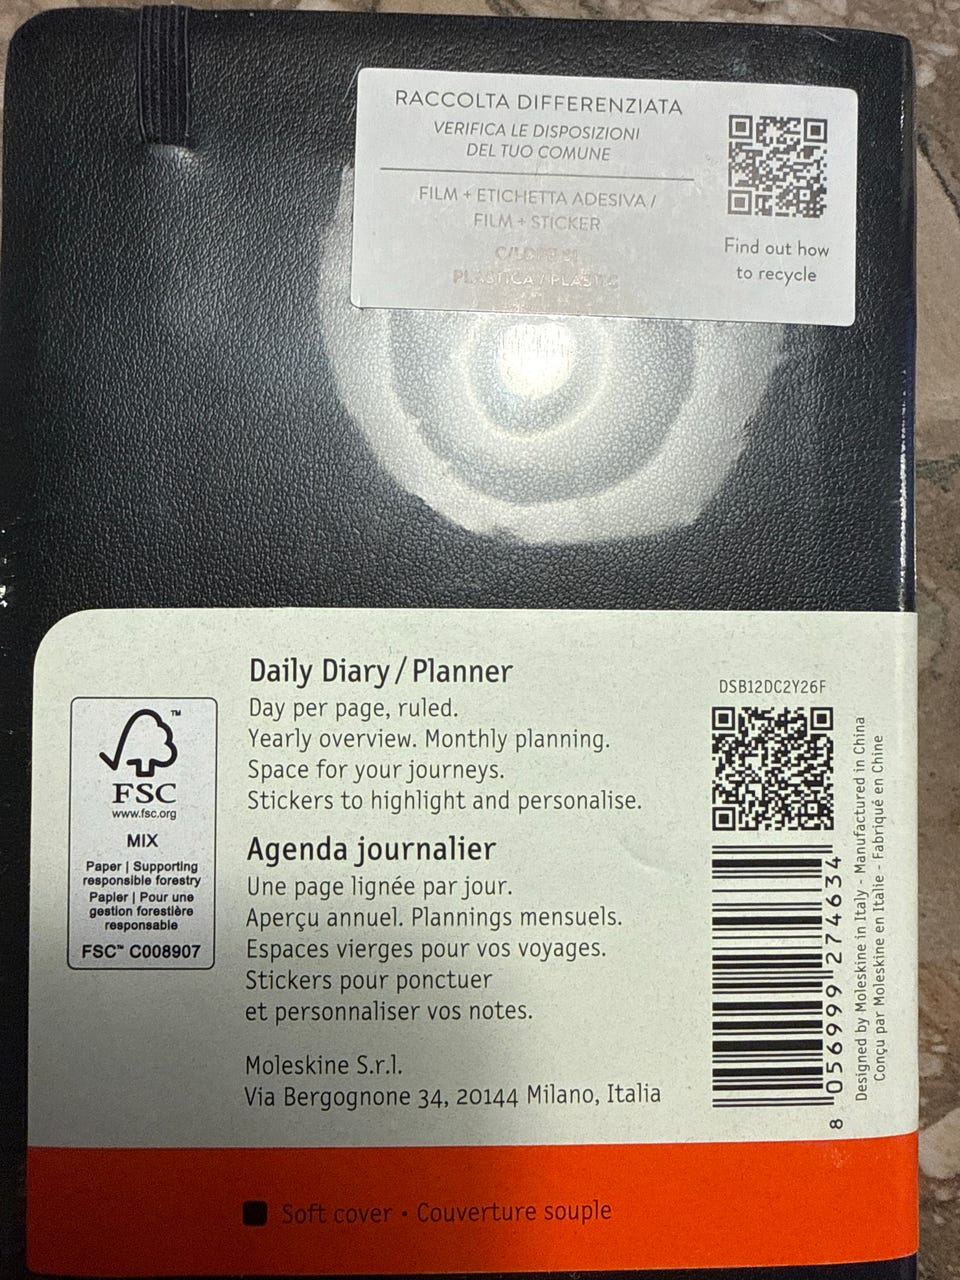 RACCOLTA DIFFERENZIATA
VERIFICA LE DISPOSIZIONI
DEL TUO COMUNE
FILM + ETICHETTA ADESIVA /
FILM + STICKER
PLASTICA / PLASTIC
Find out how
to recycle
Daily Diary / Planner
Day per page, ruled.
Yearly overview. Monthly planning.
Space for your journeys.
Stickers to highlight and personalise.
Agenda journalier
Une page lignée par jour.
Aperçu annuel. Plannings mensuels.
Espaces vierges pour vos voyages.
Stickers pour ponctuer
et personnaliser vos notes.
Moleskine S.r.l.
Via Bergognone 34, 20144 Milano, Italia
FSC
™
www.fsc.org
MIX
Paper | Supporting
responsible forestry
Papier | Pour une
gestion forestière
responsable
FSC™ C008907
DSB12DC2Y26F
8 056999 274634
Designed by Moleskine in Italy - Manufactured in China
Conçu par Moleskine en Italie - Fabriqué en Chine
Soft cover • Couverture souple